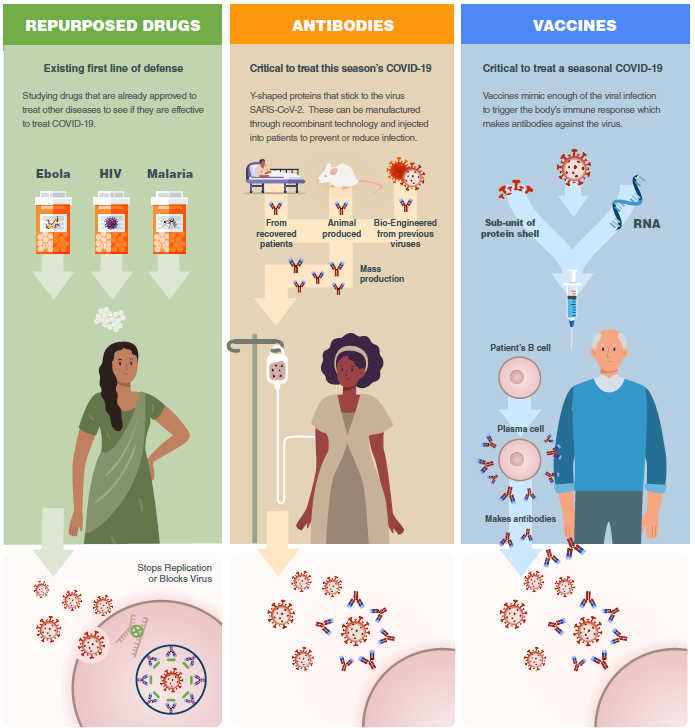 REPURPOSED DRUGS
Existing first line of defense
Studying drugs that are already approved to
treat other diseases to see if they are effective
to treat COVID-19.
Ebola
HIV
Malaria
Stops Replication
or Blocks Virus
ANTIBODIES
Critical to treat this season's COVID-19
Y-shaped proteins that stick to the virus
SARS-CoV-2. These can be manufactured
through recombinant technology and injected
into patients to prevent or reduce infection.
From
recovered
patients
Animal
produced
Bio-Engineered
from previous
viruses
Mass
production
VACCINES
Critical to treat a seasonal COVID-19
Vaccines mimic enough of the viral infection
to trigger the body's immune response which
makes antibodies against the virus.
Sub-unit of
protein shell
RNA
Patient's B cell
Plasma cell
Makes antibodies